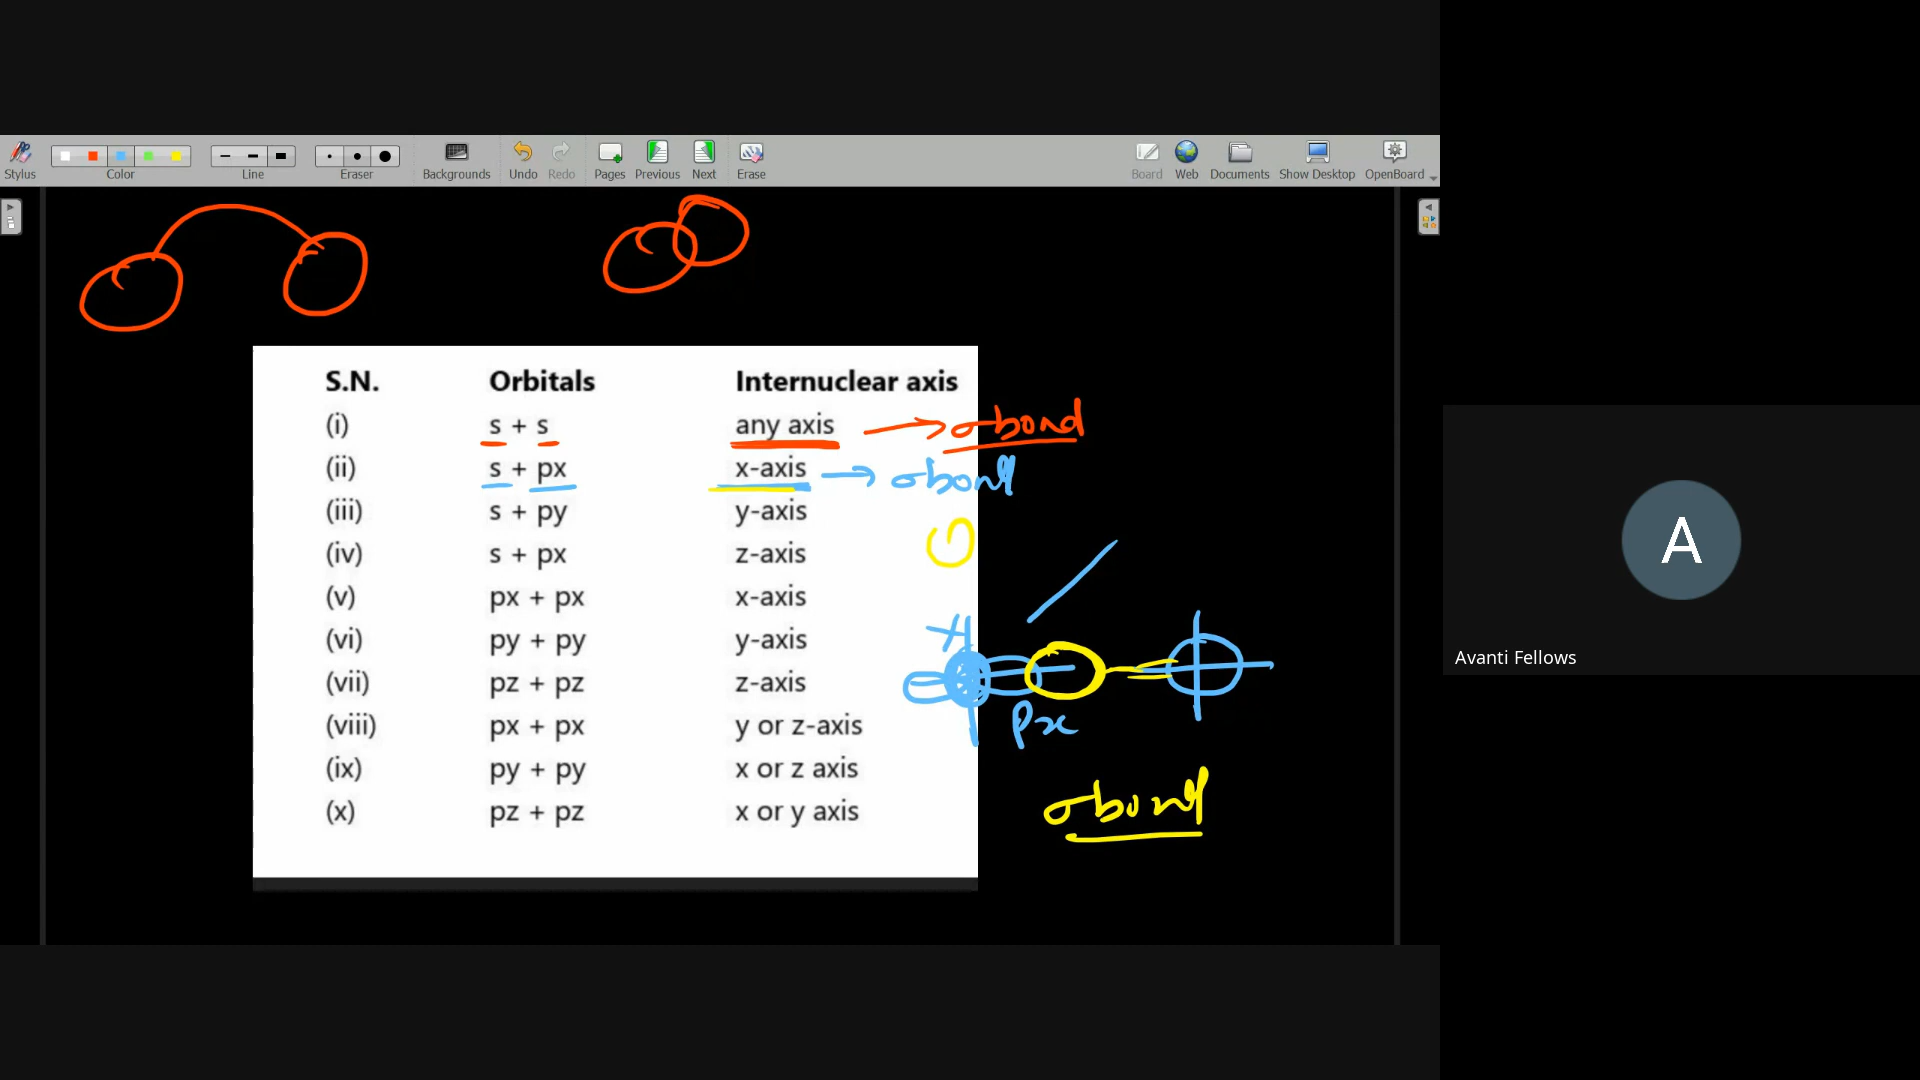 Stylus Color Line Eraser Backgrounds Undo Redo Pages Previous Next Erase Board Web Documents Show Desktop OpenBoard
S.N. Orbitals Internuclear axis
(i) s + s any axis → σ bond
(ii) s + px x-axis → σ bond
(iii) s + py y-axis
(iv) s + px z-axis
(v) px + px x-axis
(vi) py + py y-axis
(vii) pz + pz z-axis
(viii) px + px y or z-axis
(ix) py + py x or z axis
(x) pz + pz x or y axis
Px
σ bond
A
Avanti Fellows